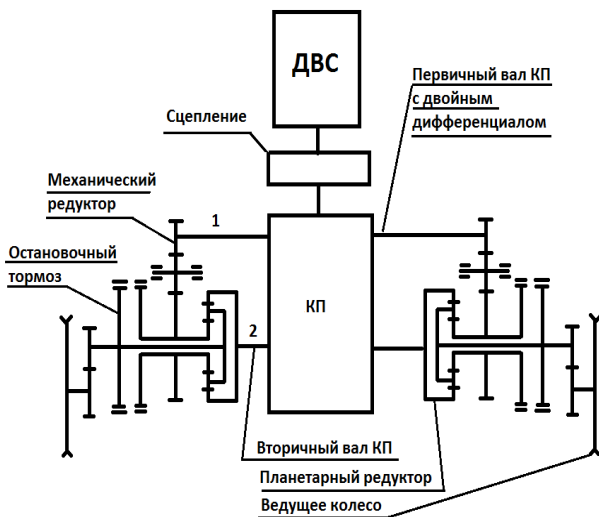 ДВС
Первичный вал КП
с двойным
дифференциалом
Сцепление
Механический
редуктор
1
Остановочный
тормоз
КП
2
Вторичный вал КП
Планетарный редуктор
Ведущее колесо